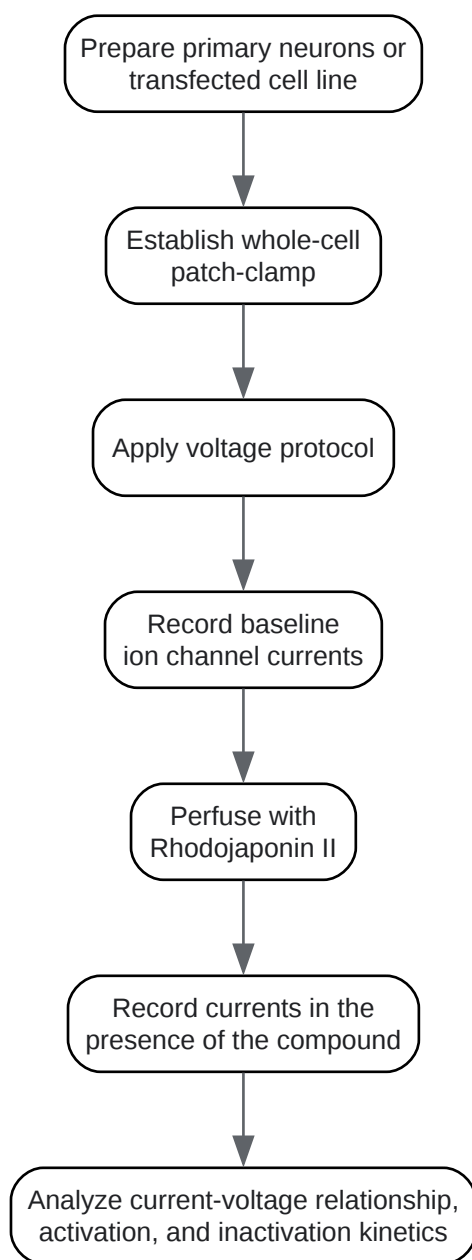 Prepare primary neurons or
transfected cell line
Establish whole-cell
patch-clamp
Apply voltage protocol
Record baseline
ion channel currents
Perfuse with
Rhodojaponin II
Record currents in the
presence of the compound
Analyze current-voltage relationship,
activation, and inactivation kinetics